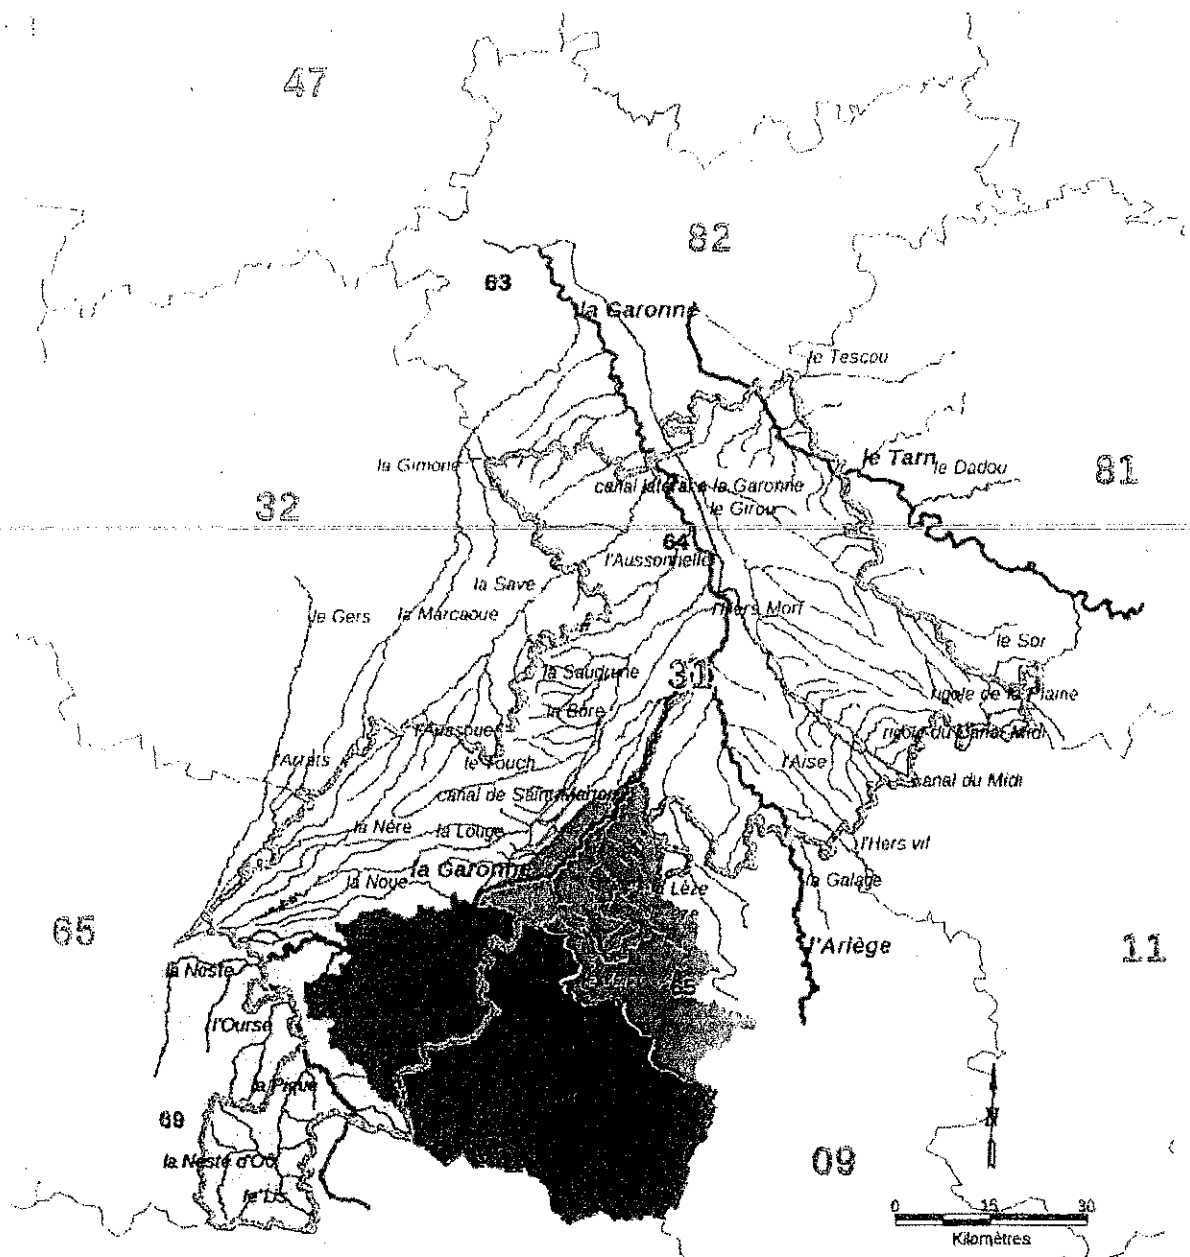 47
82
63
la Garonne
le Tescou
la Gimone
le Tarn
le Dadou
canal latéral à la Garonne
81
32
le Girou
64
l'Aussonnelle
la Save
le Gers
la Marcaoue
l'Hers Mort
le Sor
la Saudrune
31
rigole de la Plaine
la Bure
l'Aussoue
rigole du Canal Midi
l'Arrats
le Touch
l'Aise
canal du Midi
canal de Saint-Martory
la Nère
la Louge
l'Hers vif
la Garonne
la Noue
Lèze
la Galage
65
l'Ariège
11
la Neste
l'Ourse
la Pique
69
N
la Neste d'Oô
09
le Lis
0 15 30
Kilomètres